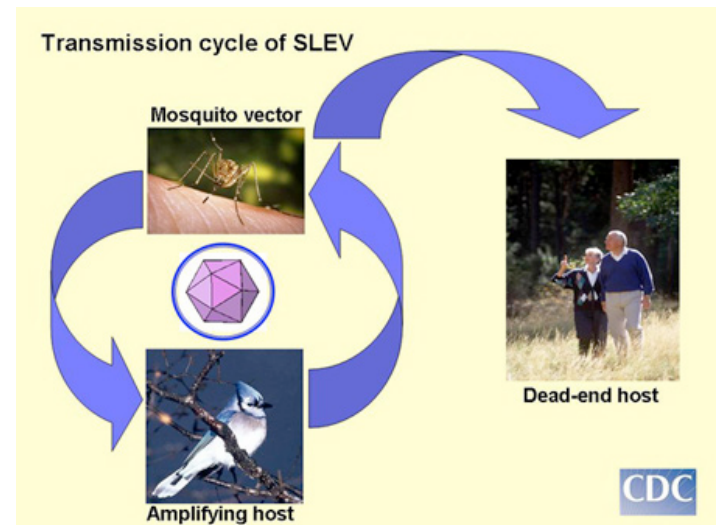 Transmission cycle of SLEV
Mosquito vector
Dead-end host
Amplifying host
CDC